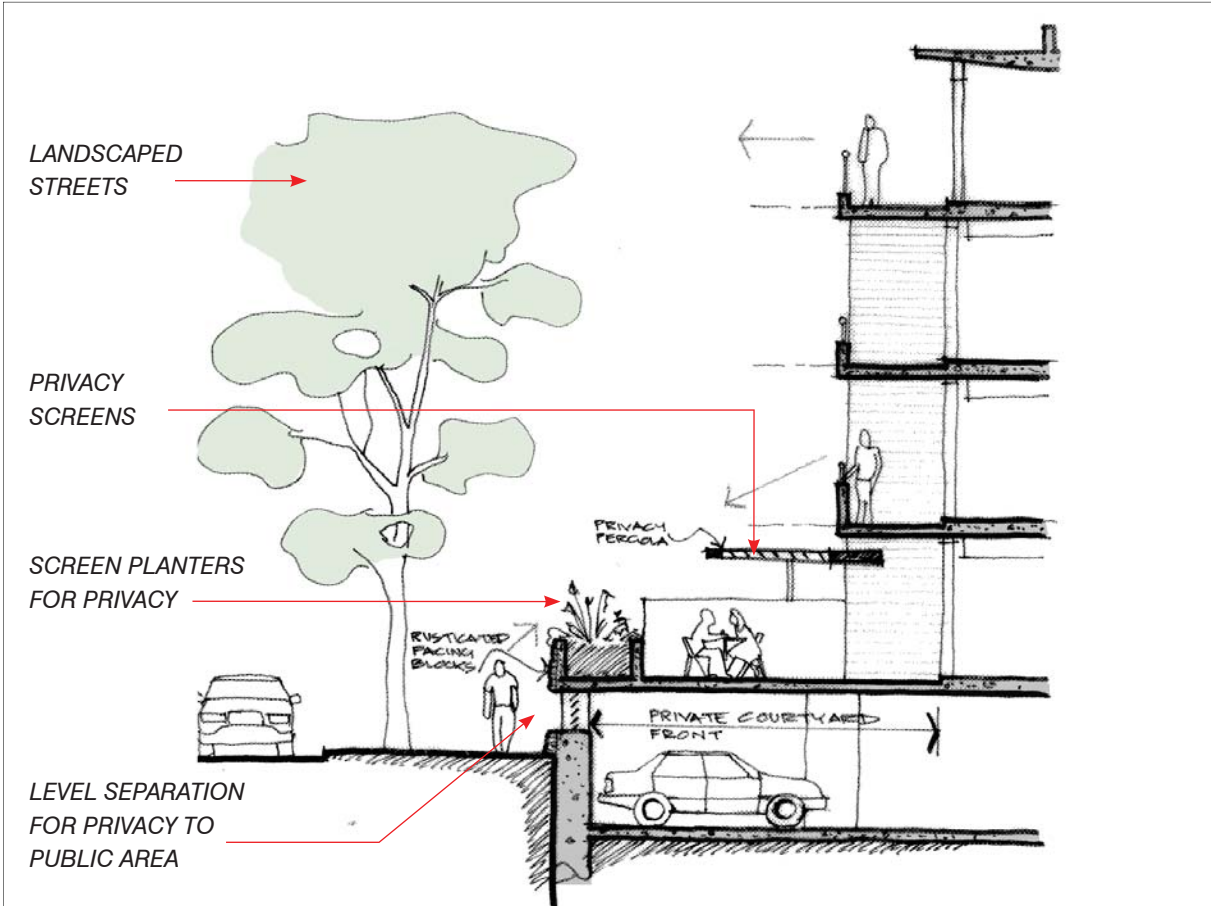 LANDSCAPED
STREETS
PRIVACY
SCREENS
PRIVACY
PERGOLA
SCREEN PLANTERS
FOR PRIVACY
RUSTICATED
FACING
BLOCKS
PRIVATE COURTYARD
FRONT
LEVEL SEPARATION
FOR PRIVACY TO
PUBLIC AREA